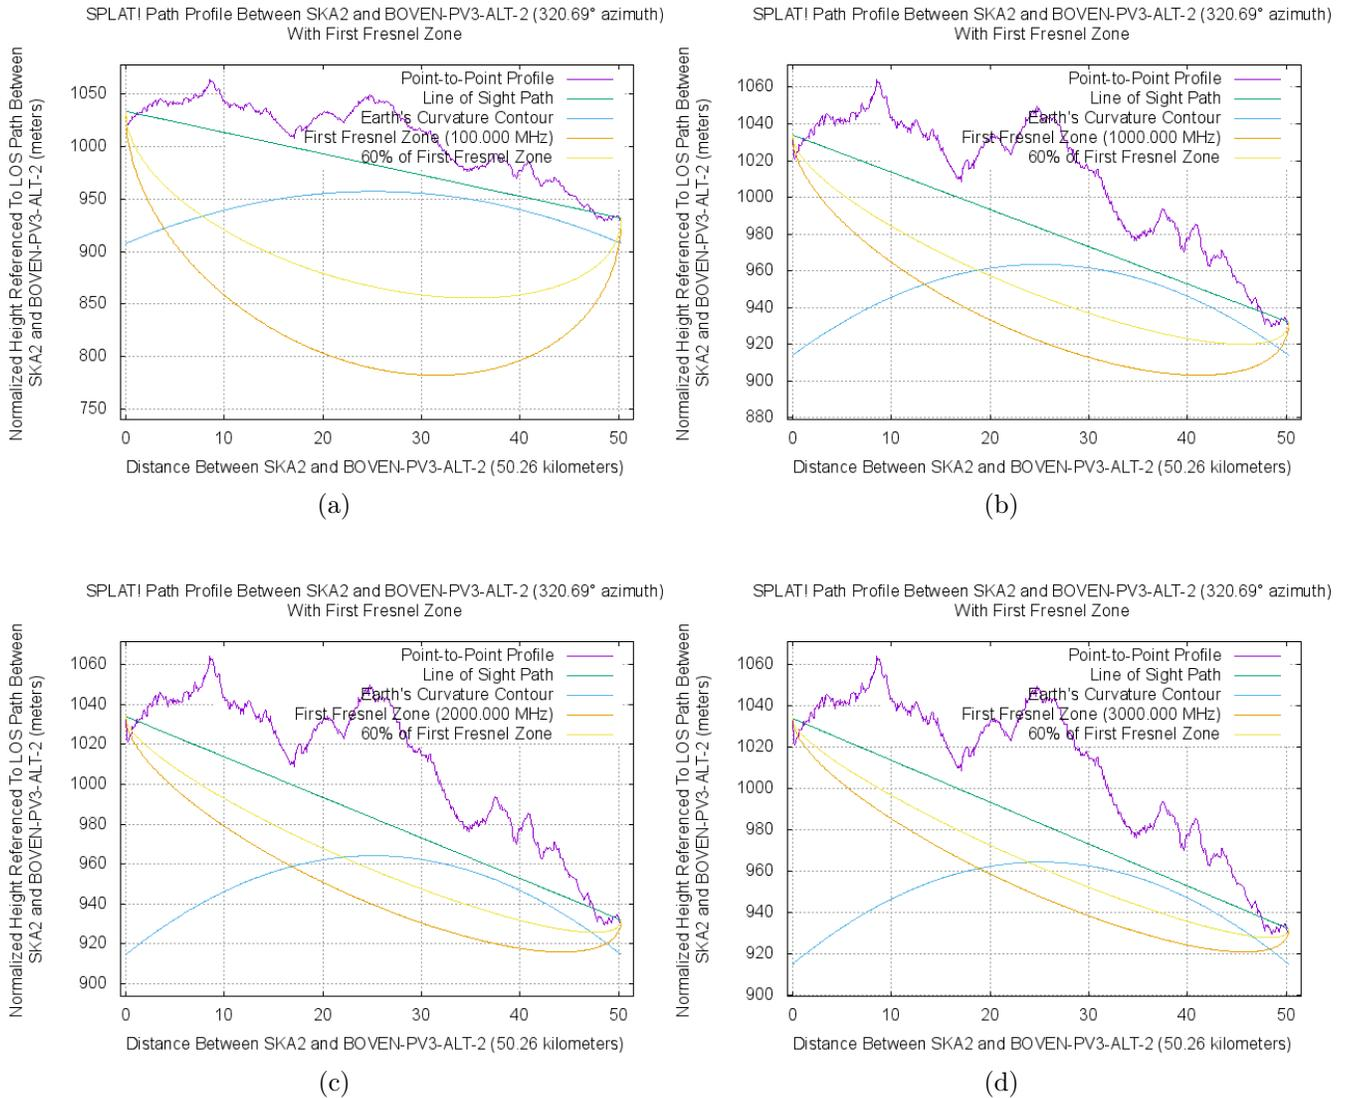 SPLAT! Path Profile Between SKA2 and BOVEN-PV3-ALT-2 (320.69° azimuth)
With First Fresnel Zone
Normalized Height Referenced To LOS Path Between
SKA2 and BOVEN-PV3-ALT-2 (meters)
1050
1000
950
900
850
800
750
Point-to-Point Profile
Line of Sight Path
Earth's Curvature Contour
First Fresnel Zone (100.000 MHz)
60% of First Fresnel Zone
0 10 20 30 40 50
Distance Between SKA2 and BOVEN-PV3-ALT-2 (50.26 kilometers)
(a)
SPLAT! Path Profile Between SKA2 and BOVEN-PV3-ALT-2 (320.69° azimuth)
With First Fresnel Zone
Normalized Height Referenced To LOS Path Between
SKA2 and BOVEN-PV3-ALT-2 (meters)
1060
1040
1020
1000
980
960
940
920
900
880
Point-to-Point Profile
Line of Sight Path
Earth's Curvature Contour
First Fresnel Zone (1000.000 MHz)
60% of First Fresnel Zone
0 10 20 30 40 50
Distance Between SKA2 and BOVEN-PV3-ALT-2 (50.26 kilometers)
(b)
SPLAT! Path Profile Between SKA2 and BOVEN-PV3-ALT-2 (320.69° azimuth)
With First Fresnel Zone
Normalized Height Referenced To LOS Path Between
SKA2 and BOVEN-PV3-ALT-2 (meters)
1060
1040
1020
1000
980
960
940
920
900
Point-to-Point Profile
Line of Sight Path
Earth's Curvature Contour
First Fresnel Zone (2000.000 MHz)
60% of First Fresnel Zone
0 10 20 30 40 50
Distance Between SKA2 and BOVEN-PV3-ALT-2 (50.26 kilometers)
(c)
SPLAT! Path Profile Between SKA2 and BOVEN-PV3-ALT-2 (320.69° azimuth)
With First Fresnel Zone
Normalized Height Referenced To LOS Path Between
SKA2 and BOVEN-PV3-ALT-2 (meters)
1060
1040
1020
1000
980
960
940
920
900
Point-to-Point Profile
Line of Sight Path
Earth's Curvature Contour
First Fresnel Zone (3000.000 MHz)
60% of First Fresnel Zone
0 10 20 30 40 50
Distance Between SKA2 and BOVEN-PV3-ALT-2 (50.26 kilometers)
(d)